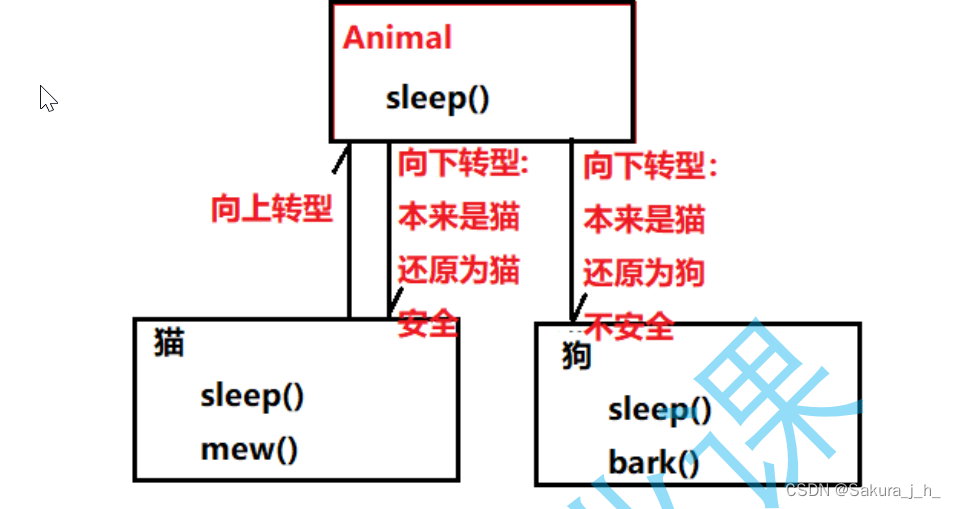 Animal
sleep()
向上转型
向下转型:
本来是猫
还原为猫
安全
向下转型：
本来是猫
还原为狗
不安全
猫
sleep()
mew()
狗
sleep()
bark()
课
CSDN @Sakura_j_h_